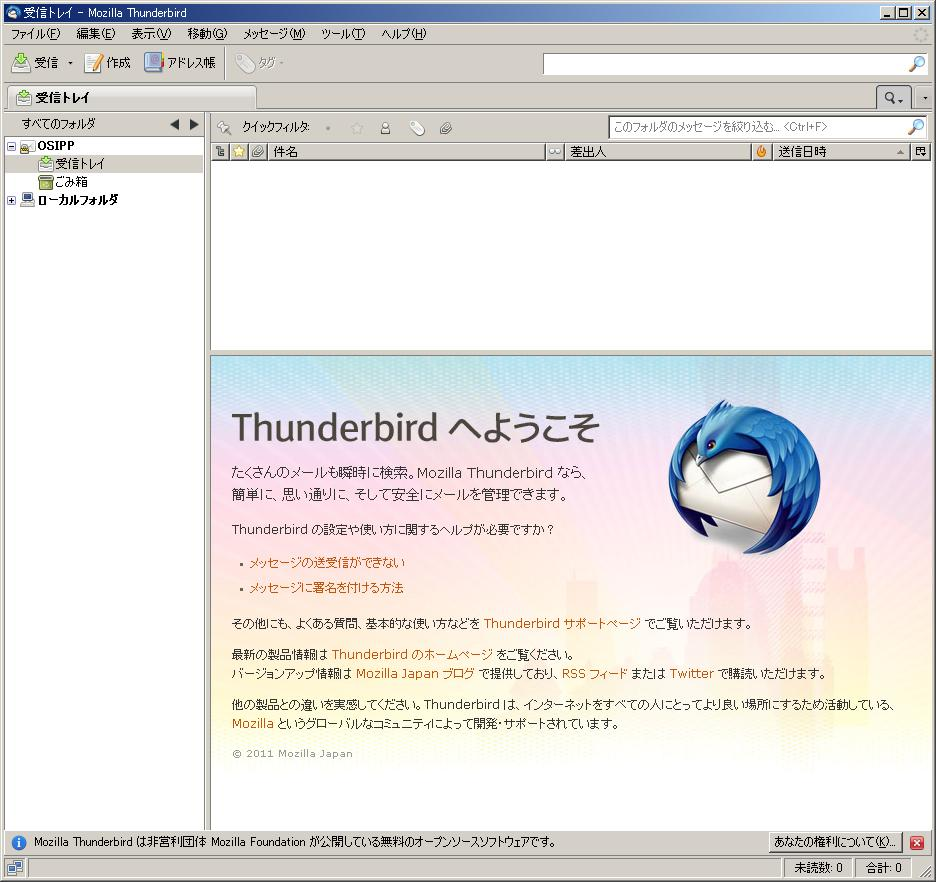 受信トレイ - Mozilla Thunderbird
ファイル(F) 編集(E) 表示(V) 移動(G) メッセージ(M) ツール(T) ヘルプ(H)
受信 作成 アドレス帳 タグ
受信トレイ
すべてのフォルダ
クイックフィルタ: このフォルダのメッセージを絞り込む... <Ctrl+F>
件名 差出人 送信日時
OSIPP
受信トレイ
ごみ箱
ローカルフォルダ
Thunderbird へようこそ
たくさんのメールも瞬時に検索。Mozilla Thunderbird なら、
簡単に、思い通りに、そして安全にメールを管理できます。
Thunderbird の設定や使い方に関するヘルプが必要ですか？
• メッセージの送受信ができない
• メッセージに署名を付ける方法
その他にも、よくある質問、基本的な使い方などを Thunderbird サポートページ でご覧いただけます。
最新の製品情報は Thunderbird のホームページ をご覧ください。
バージョンアップ情報は Mozilla Japan ブログ で提供しており、RSS フィード または Twitter で購読いただけます。
他の製品との違いを実感してください。Thunderbird は、インターネットをすべての人にとってより良い場所にするため活動している、
Mozilla というグローバルなコミュニティによって開発・サポートされています。
© 2011 Mozilla Japan
Mozilla Thunderbird は非営利団体 Mozilla Foundation が公開している無料のオープンソースソフトウェアです。 あなたの権利について(K)...
未読数: 0 合計: 0